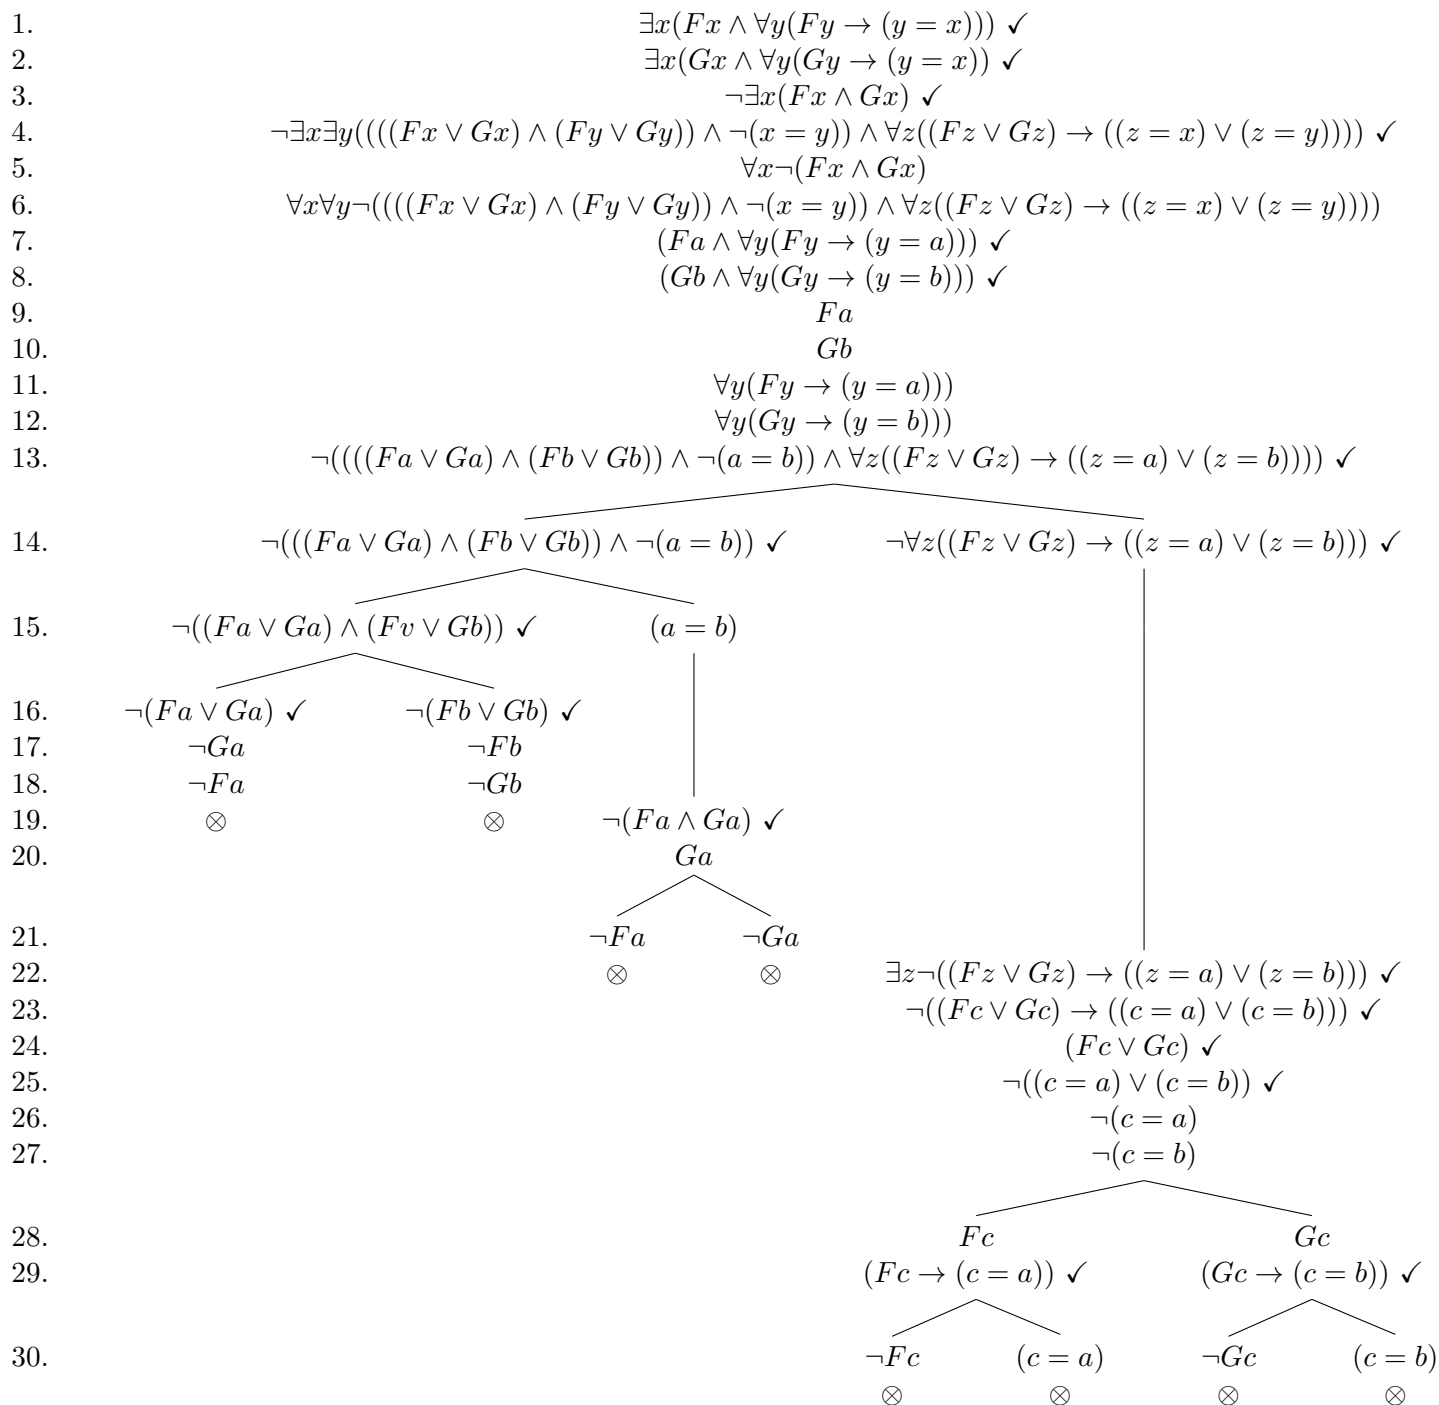 1. ∃x(Fx ∧ ∀y(Fy → (y = x))) ✓
2. ∃x(Gx ∧ ∀y(Gy → (y = x)) ✓
3. ¬∃x(Fx ∧ Gx) ✓
4. ¬∃x∃y((((Fx ∨ Gx) ∧ (Fy ∨ Gy)) ∧ ¬(x = y)) ∧ ∀z((Fz ∨ Gz) → ((z = x) ∨ (z = y)))) ✓
5. ∀x¬(Fx ∧ Gx)
6. ∀x∀y¬((((Fx ∨ Gx) ∧ (Fy ∨ Gy)) ∧ ¬(x = y)) ∧ ∀z((Fz ∨ Gz) → ((z = x) ∨ (z = y))))
7. (Fa ∧ ∀y(Fy → (y = a))) ✓
8. (Gb ∧ ∀y(Gy → (y = b))) ✓
9. Fa
10. Gb
11. ∀y(Fy → (y = a)))
12. ∀y(Gy → (y = b)))
13. ¬((((Fa ∨ Ga) ∧ (Fb ∨ Gb)) ∧ ¬(a = b)) ∧ ∀z((Fz ∨ Gz) → ((z = a) ∨ (z = b)))) ✓
14. ¬(((Fa ∨ Ga) ∧ (Fb ∨ Gb)) ∧ ¬(a = b)) ✓ ¬∀z((Fz ∨ Gz) → ((z = a) ∨ (z = b))) ✓
15. ¬((Fa ∨ Ga) ∧ (Fv ∨ Gb)) ✓ (a = b)
16. ¬(Fa ∨ Ga) ✓ ¬(Fb ∨ Gb) ✓
17. ¬Ga ¬Fb
18. ¬Fa ¬Gb
19. ⊗ ⊗ ¬(Fa ∧ Ga) ✓
20. Ga
21. ¬Fa ¬Ga
22. ⊗ ⊗ ∃z¬((Fz ∨ Gz) → ((z = a) ∨ (z = b))) ✓
23. ¬((Fc ∨ Gc) → ((c = a) ∨ (c = b))) ✓
24. (Fc ∨ Gc) ✓
25. ¬((c = a) ∨ (c = b)) ✓
26. ¬(c = a)
27. ¬(c = b)
28. Fc Gc
29. (Fc → (c = a)) ✓ (Gc → (c = b)) ✓
30. ¬Fc (c = a) ¬Gc (c = b)
⊗ ⊗ ⊗ ⊗